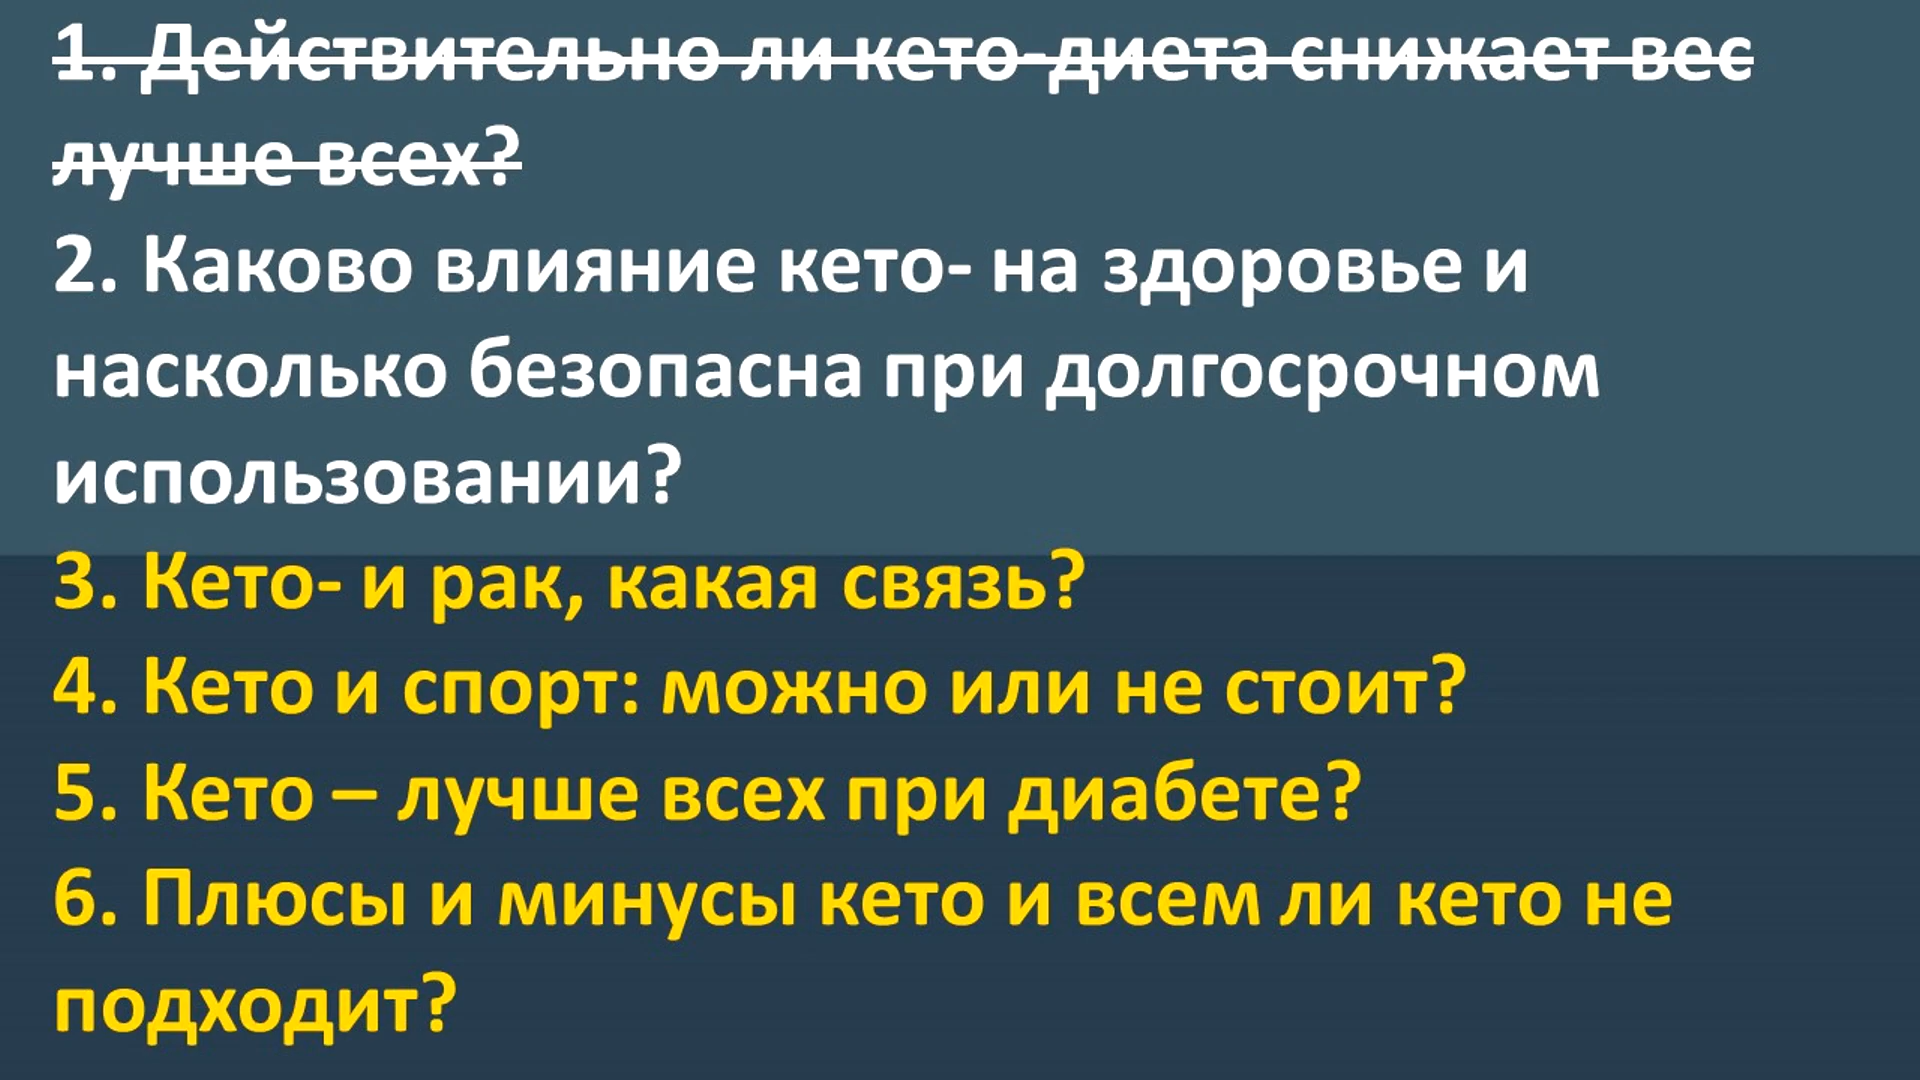 1. Действительно ли кето-диета снижает вес
лучше всех?
2. Каково влияние кето- на здоровье и
насколько безопасна при долгосрочном
использовании?
3. Кето- и рак, какая связь?
4. Кето и спорт: можно или не стоит?
5. Кето – лучше всех при диабете?
6. Плюсы и минусы кето и всем ли кето не
подходит?